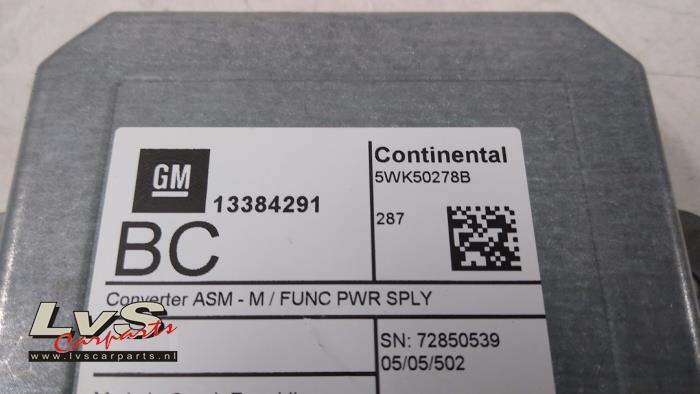 GM
13384291
BC
Continental
5WK50278B
287
Converter ASM - M / FUNC PWR SPLY
SN: 72850539
05/05/502
LvS
Carparts
www.lvscarparts.nl